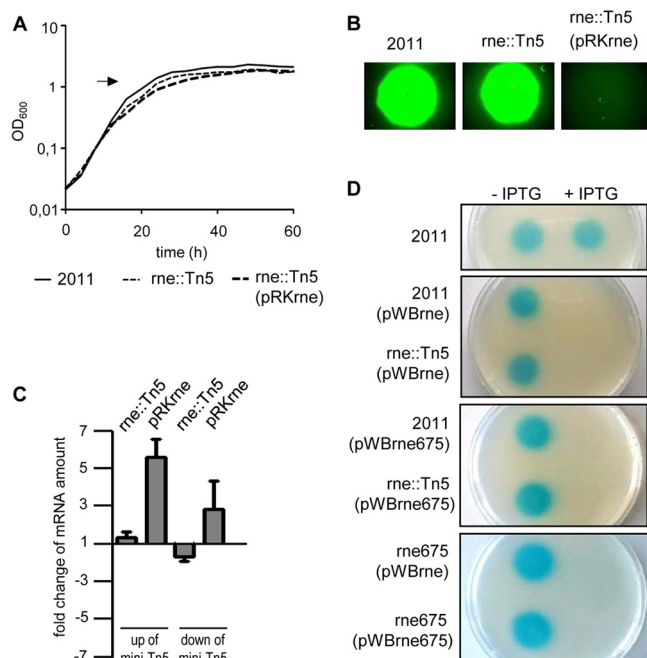 A
10
1
0,1
0,01
OD600
0 20 40 60
time (h)
2011 rne::Tn5 rne::Tn5
(pRKrne)
B
2011 rne::Tn5 rne::Tn5
(pRKrne)
C
rne::Tn5 pRKrne rne::Tn5 pRKrne
fold change of mRNA amount
7
5
3
1
-3
-5
-7
up of down of
mini-Tn5 mini-Tn5
D
- IPTG + IPTG
2011
2011
(pWBrne)
rne::Tn5
(pWBrne)
2011
(pWBrne675)
rne::Tn5
(pWBrne675)
rne675
(pWBrne)
rne675
(pWBrne675)